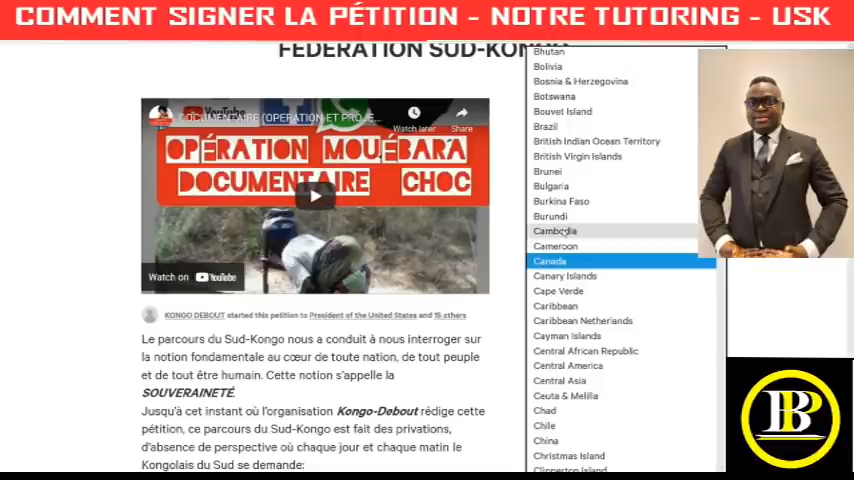 COMMENT SIGNER LA PÉTITION - NOTRE TUTORING - USK
FÉDÉRATION SUD-KONGO
YouTube
DOCUMENTAIRE (OPERATION ET PROJE...
Watch later
Share
OPÉRATION MOUÉBARA
DOCUMENTAIRE CHOC
Watch on YouTube
KONGO DEBOUT started this petition to President of the United States and 15 others
Le parcours du Sud-Kongo nous a conduit à nous interroger sur
la notion fondamentale au cœur de toute nation, de tout peuple
et de tout être humain. Cette notion s'appelle la
SOUVERAINETÉ.
Jusqu'à cet instant où l'organisation Kongo-Debout rédige cette
pétition, ce parcours du Sud-Kongo est fait des privations,
d'absence de perspective où chaque jour et chaque matin le
Kongolais du Sud se demande:
Bhutan
Bolivia
Bosnia & Herzegovina
Botswana
Bouvet Island
Brazil
British Indian Ocean Territory
British Virgin Islands
Brunei
Bulgaria
Burkina Faso
Burundi
Cambodia
Cameroon
Canada
Canary Islands
Cape Verde
Caribbean
Caribbean Netherlands
Cayman Islands
Central African Republic
Central America
Central Asia
Ceuta & Melilla
Chad
Chile
China
Christmas Island
Clipperton Island